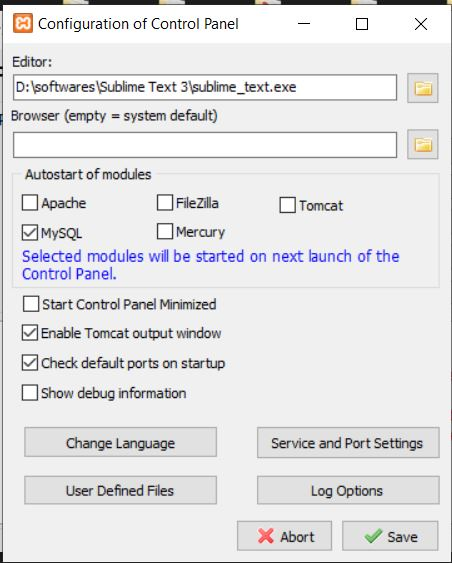 Configuration of Control Panel
Editor:
D:\softwares\Sublime Text 3\sublime_text.exe
Browser (empty = system default)
Autostart of modules
Apache
FileZilla
Tomcat
MySQL
Mercury
Selected modules will be started on next launch of the
Control Panel.
Start Control Panel Minimized
Enable Tomcat output window
Check default ports on startup
Show debug information
Change Language
Service and Port Settings
User Defined Files
Log Options
Abort
Save